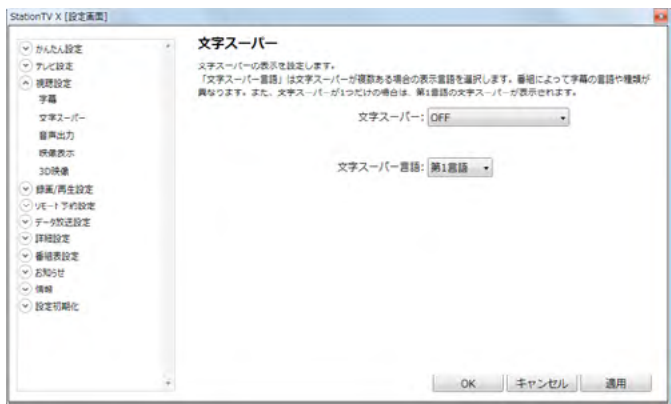 StationTV X [設定画面]
かんたん設定
テレビ設定
視聴設定
字幕
文字スーパー
音声出力
映像表示
3D映像
録画/再生設定
リモート予約設定
データ放送設定
詳細設定
番組表設定
お知らせ
情報
設定初期化
文字スーパー
文字スーパーの表示を設定します。
「文字スーパー言語」は文字スーパーが複数ある場合の表示言語を選択します。番組によって字幕の言語や種類が
異なります。また、文字スーパーが1つだけの場合は、第1言語の文字スーパーが表示されます。
文字スーパー: OFF
文字スーパー言語: 第1言語
OK キャンセル 適用